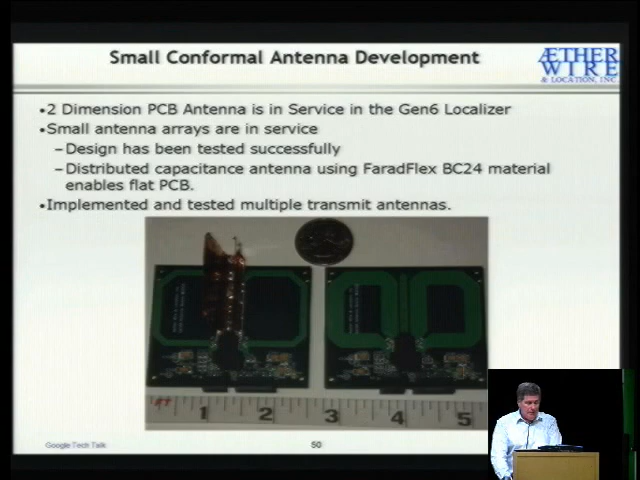 Small Conformal Antenna Development
ÆTHER
WIRE
& LOCATION, INC.
•2 Dimension PCB Antenna is in Service in the Gen6 Localizer
•Small antenna arrays are in service
–Design has been tested successfully
–Distributed capacitance antenna using FaradFlex BC24 material
enables flat PCB.
•Implemented and tested multiple transmit antennas.
1 2 3 4 5
Google Tech Talk
50